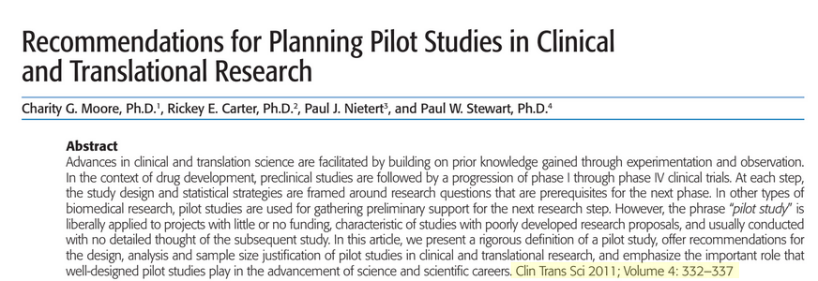 Recommendations for Planning Pilot Studies in Clinical
and Translational Research
Charity G. Moore, Ph.D.¹, Rickey E. Carter, Ph.D.², Paul J. Nietert³, and Paul W. Stewart, Ph.D.⁴
Abstract
Advances in clinical and translation science are facilitated by building on prior knowledge gained through experimentation and observation.
In the context of drug development, preclinical studies are followed by a progression of phase I through phase IV clinical trials. At each step,
the study design and statistical strategies are framed around research questions that are prerequisites for the next phase. In other types of
biomedical research, pilot studies are used for gathering preliminary support for the next research step. However, the phrase "pilot study" is
liberally applied to projects with little or no funding, characteristic of studies with poorly developed research proposals, and usually conducted
with no detailed thought of the subsequent study. In this article, we present a rigorous definition of a pilot study, offer recommendations for
the design, analysis and sample size justification of pilot studies in clinical and translational research, and emphasize the important role that
well-designed pilot studies play in the advancement of science and scientific careers. Clin Trans Sci 2011; Volume 4: 332–337